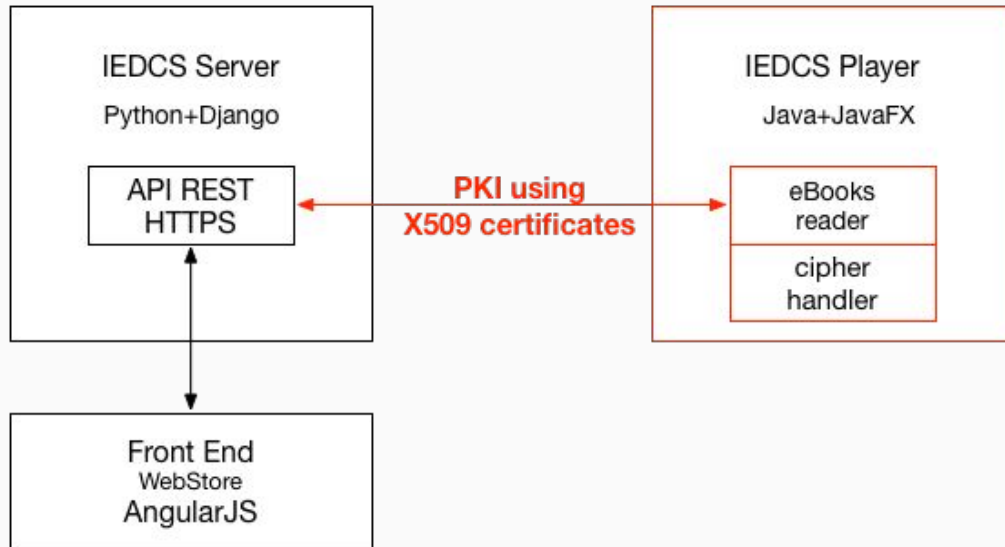 IEDCS Server
Python+Django
API REST
HTTPS
PKI using
X509 certificates
IEDCS Player
Java+JavaFX
eBooks
reader
cipher
handler
Front End
WebStore
AngularJS